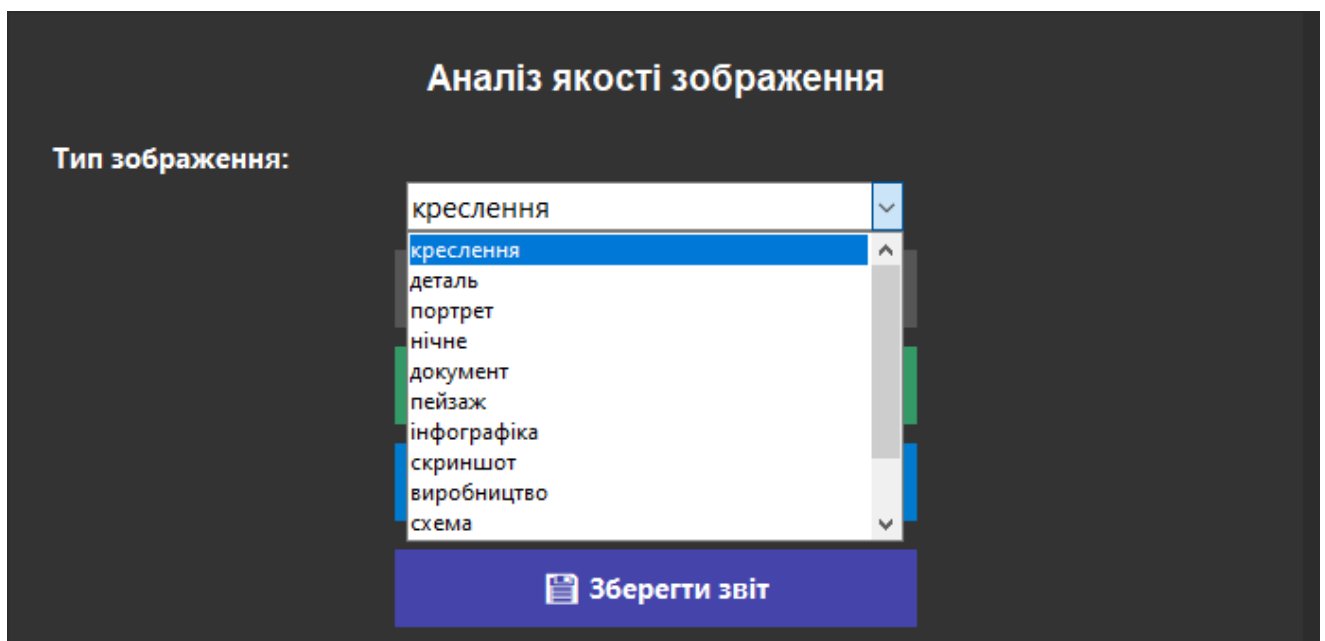 Аналіз якості зображення
Тип зображення:
креслення
креслення
деталь
портрет
нічне
документ
пейзаж
інфографіка
скриншот
виробництво
схема
Зберегти звіт